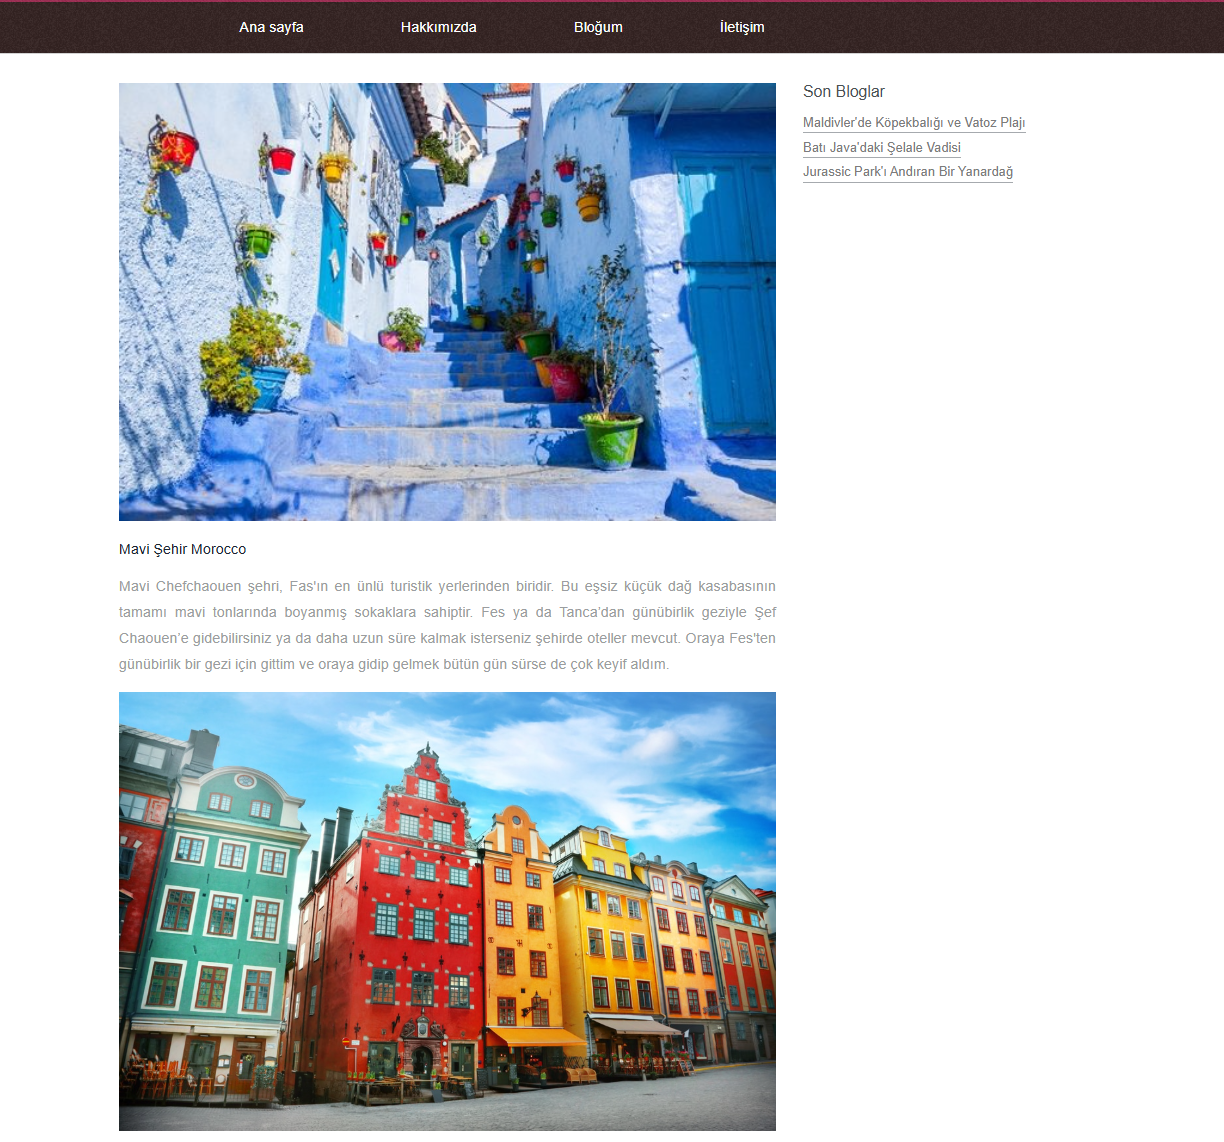 Ana sayfa Hakkımızda Bloğum İletişim
Son Bloglar
Maldivler'de Köpekbalığı ve Vatoz Plajı
Batı Java'daki Şelale Vadisi
Jurassic Park'ı Andıran Bir Yanardağ
Mavi Şehir Morocco
Mavi Chefchaouen şehri, Fas'ın en ünlü turistik yerlerinden biridir. Bu eşsiz küçük dağ kasabasının
tamamı mavi tonlarında boyanmış sokaklara sahiptir. Fes ya da Tanca’dan günübirlik geziyle Şef
Chaouen’e gidebilirsiniz ya da daha uzun süre kalmak isterseniz şehirde oteller mevcut. Oraya Fes'ten
günübirlik bir gezi için gittim ve oraya gidip gelmek bütün gün sürse de çok keyif aldım.